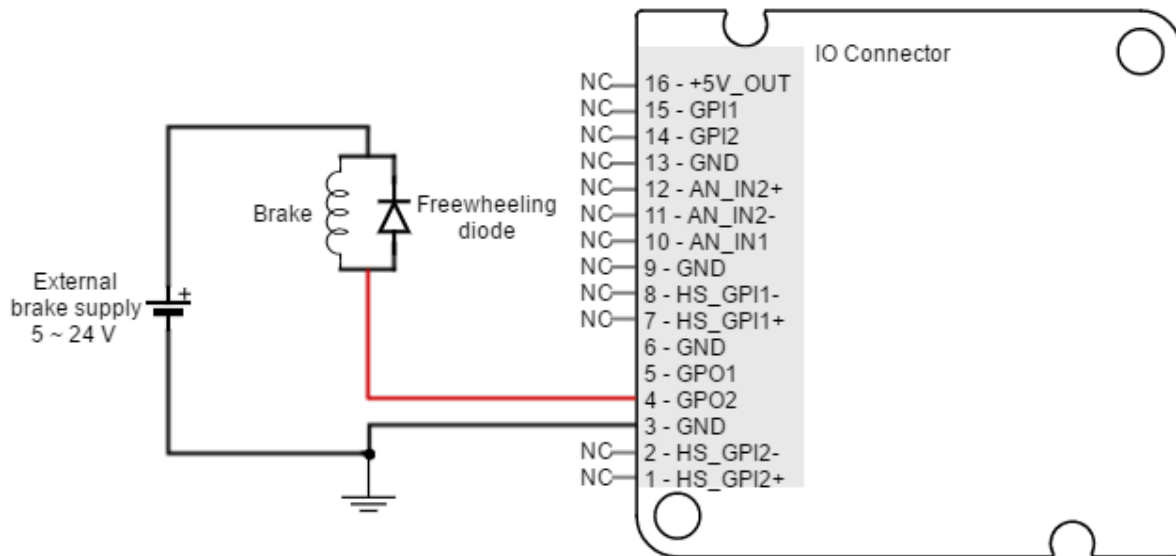 IO Connector
NC 16 - +5V_OUT
NC 15 - GPI1
NC 14 - GPI2
NC 13 - GND
NC 12 - AN_IN2+
NC 11 - AN_IN2-
NC 10 - AN_IN1
NC 9 - GND
NC 8 - HS_GPI1-
NC 7 - HS_GPI1+
6 - GND
5 - GPO1
4 - GPO2
3 - GND
NC 2 - HS_GPI2-
NC 1 - HS_GPI2+
Brake
Freewheeling
diode
External
brake supply
5 ~ 24 V
+